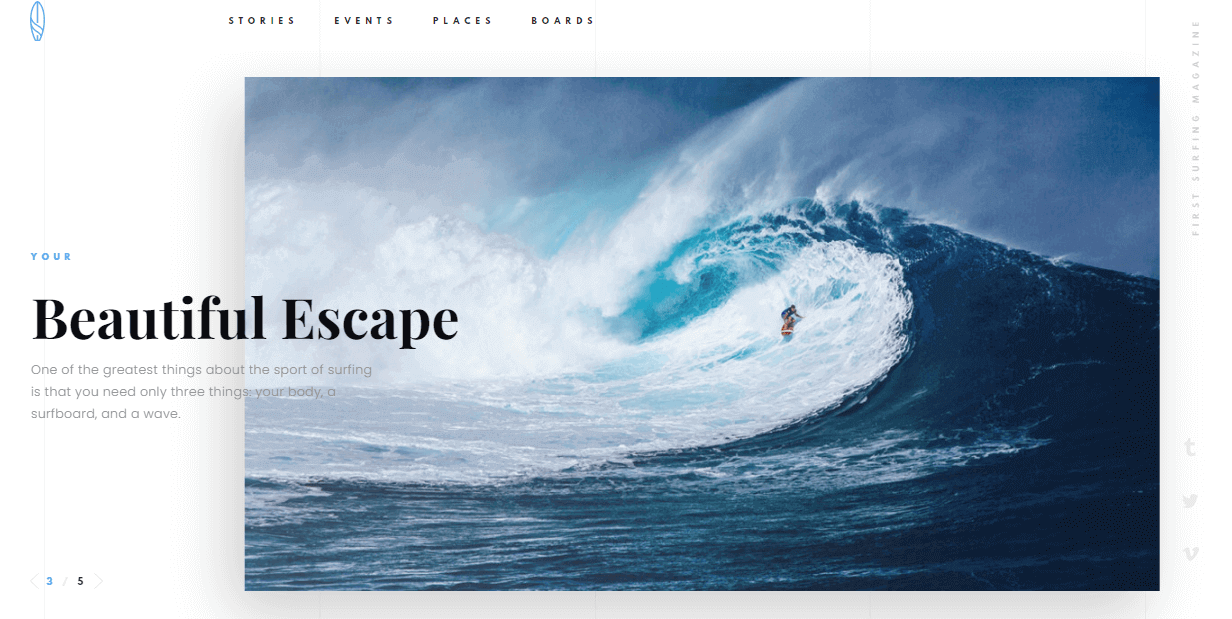 STORIES EVENTS PLACES BOARDS
FIRST SURFING MAGAZINE
YOUR
Beautiful Escape
One of the greatest things about the sport of surfing
is that you need only three things: your body, a
surfboard, and a wave.
3 / 5